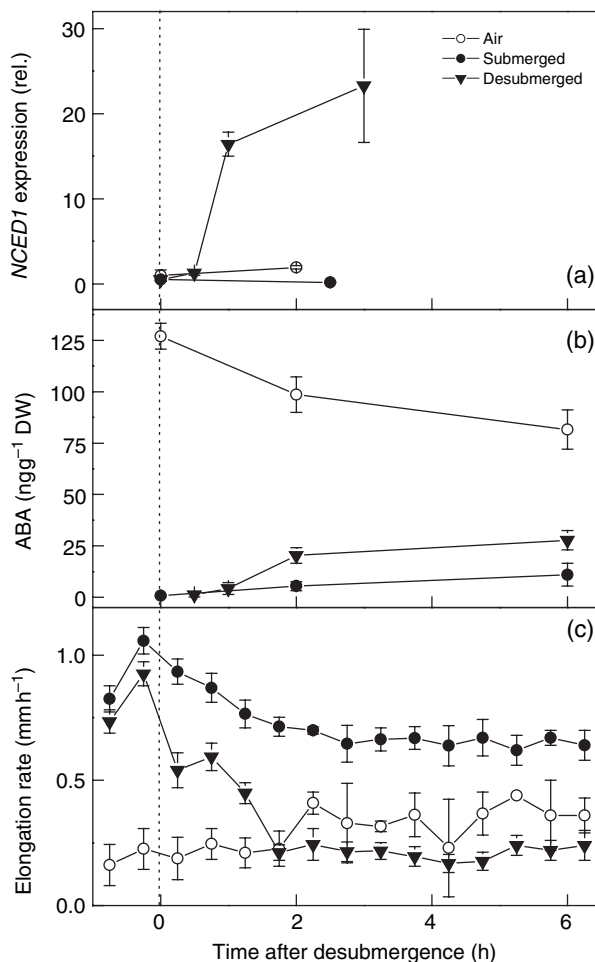 30
20
10
0
NCED1 expression (rel.)
Air
Submerged
Desubmerged
(a)
125
100
75
50
25
0
ABA (ngg⁻¹ DW)
(b)
1.0
0.5
0.0
Elongation rate (mm h⁻¹)
(c)
0 2 4 6
Time after desubmergence (h)